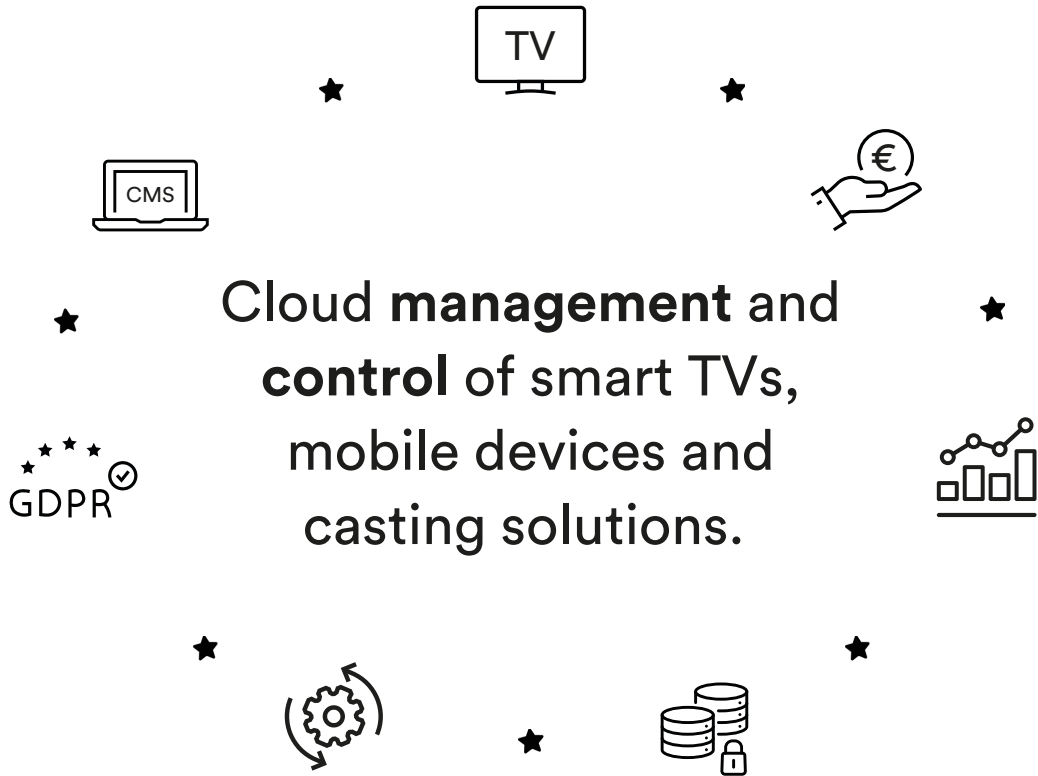 TV
€
CMS
Cloud management and
control of smart TVs,
mobile devices and
casting solutions.
GDPR